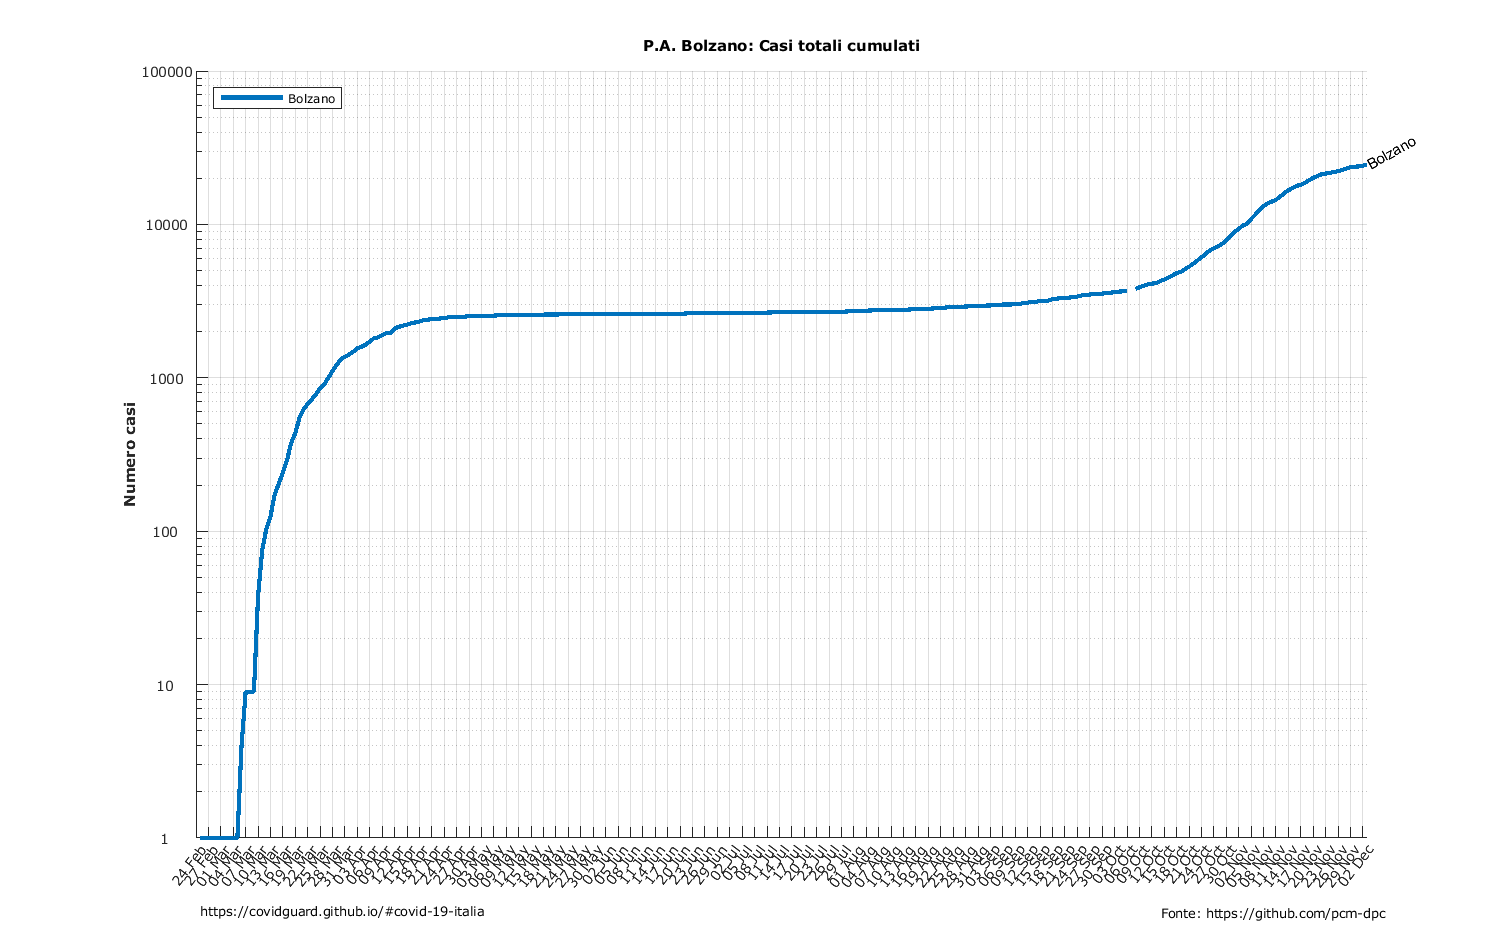 P.A. Bolzano: Casi totali cumulati
100000
10000
1000
100
10
1
Numero casi
Bolzano
Bolzano
24 Feb
27 Feb
01 Mar
04 Mar
07 Mar
10 Mar
13 Mar
16 Mar
19 Mar
22 Mar
25 Mar
28 Mar
31 Mar
03 Apr
06 Apr
09 Apr
12 Apr
15 Apr
18 Apr
21 Apr
24 Apr
27 Apr
30 Apr
03 May
06 May
09 May
12 May
15 May
18 May
21 May
24 May
27 May
30 May
02 Jun
05 Jun
08 Jun
11 Jun
14 Jun
17 Jun
20 Jun
23 Jun
26 Jun
29 Jun
02 Jul
05 Jul
08 Jul
11 Jul
14 Jul
17 Jul
20 Jul
23 Jul
26 Jul
29 Jul
01 Aug
04 Aug
07 Aug
10 Aug
13 Aug
16 Aug
19 Aug
22 Aug
25 Aug
28 Aug
31 Aug
03 Sep
06 Sep
09 Sep
12 Sep
15 Sep
18 Sep
21 Sep
24 Sep
27 Sep
30 Sep
03 Oct
06 Oct
09 Oct
12 Oct
15 Oct
18 Oct
21 Oct
24 Oct
27 Oct
30 Oct
02 Nov
05 Nov
08 Nov
11 Nov
14 Nov
17 Nov
20 Nov
23 Nov
26 Nov
29 Nov
02 Dec
https://covidguard.github.io/#covid-19-italia
Fonte: https://github.com/pcm-dpc